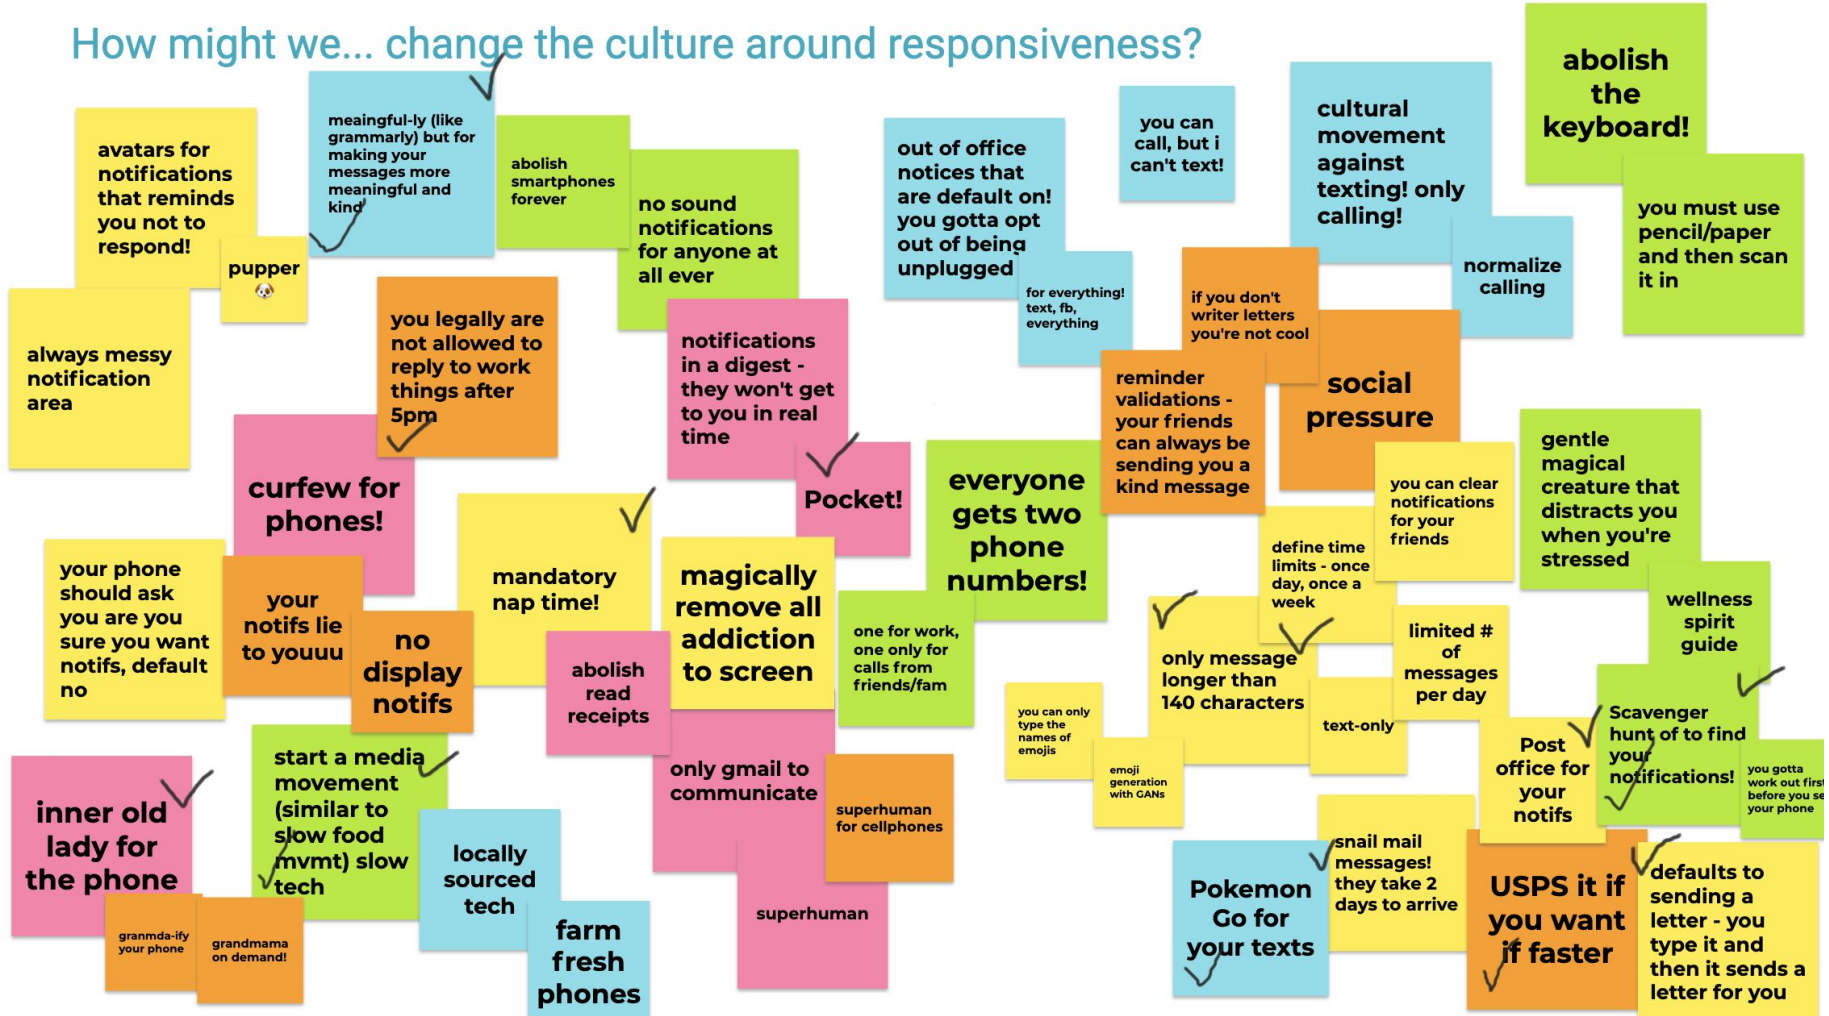 How might we... change the culture around responsiveness?
avatars for
notifications
that reminds
you not to
respond!
pupper
🐶
always messy
notification
area
meaingful-ly (like
grammarly) but for
making your
messages more
meaningful and
kind
abolish
smartphones
forever
no sound
notifications
for anyone at
all ever
you legally are
not allowed to
reply to work
things after
5pm
curfew for
phones!
notifications
in a digest -
they won't get
to you in real
time
Pocket!
your phone
should ask
you are you
sure you want
notifs, default
no
your
notifs lie
to youuu
no
display
notifs
mandatory
nap time!
abolish
read
receipts
magically
remove all
addiction
to screen
only gmail to
communicate
superhuman
for cellphones
superhuman
inner old
lady for
the phone
granmda-ify
your phone
grandmama
on demand!
start a media
movement
(similar to
slow food
mvmt) slow
tech
locally
sourced
tech
farm
fresh
phones
out of office
notices that
are default on!
you gotta opt
out of being
unplugged
for everything!
text, fb,
everything
you can
call, but i
can't text!
cultural
movement
against
texting! only
calling!
normalize
calling
abolish
the
keyboard!
you must use
pencil/paper
and then scan
it in
if you don't
writer letters
you're not cool
social
pressure
reminder
validations -
your friends
can always be
sending you a
kind message
you can clear
notifications
for your
friends
everyone
gets two
phone
numbers!
one for work,
one only for
calls from
friends/fam
gentle
magical
creature that
distracts you
when you're
stressed
wellness
spirit
guide
define time
limits - once
day, once a
week
only message
longer than
140 characters
limited #
of
messages
per day
text-only
you can only
type the
names of
emojis
emoji
generation
with GANs
Post
office for
your
notifs
Scavenger
hunt of to find
your
notifications!
you gotta
work out first
before you se
your phone
Pokemon
Go for
your texts
snail mail
messages!
they take 2
days to arrive
USPS it if
you want
if faster
defaults to
sending a
letter - you
type it and
then it sends a
letter for you